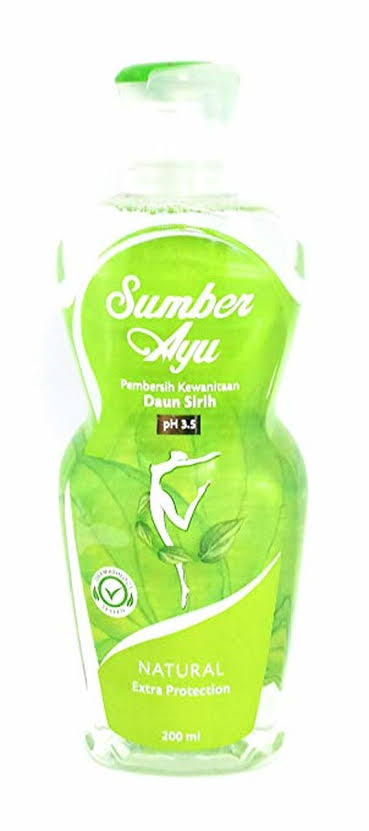 Sumber
Ayu
Pembersih Kewanitaan
Daun Sirih
pH 3.5
NATURAL
Extra Protection
200 ml